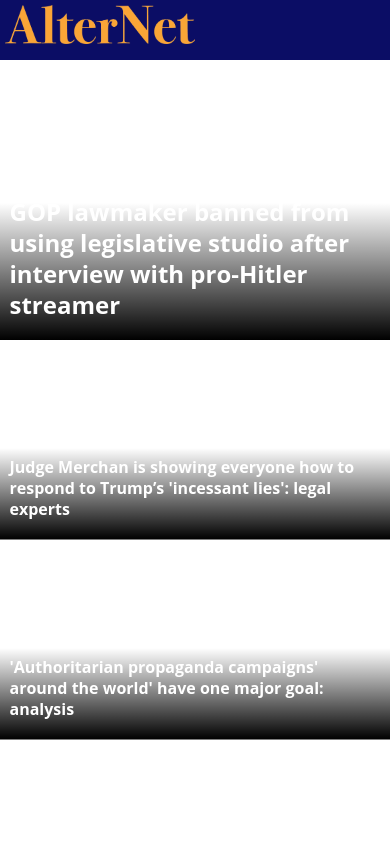 AlterNet
GOP lawmaker banned from
using legislative studio after
interview with pro-Hitler
streamer
Judge Merchan is showing everyone how to
respond to Trump’s 'incessant lies': legal
experts
'Authoritarian propaganda campaigns'
around the world' have one major goal:
analysis